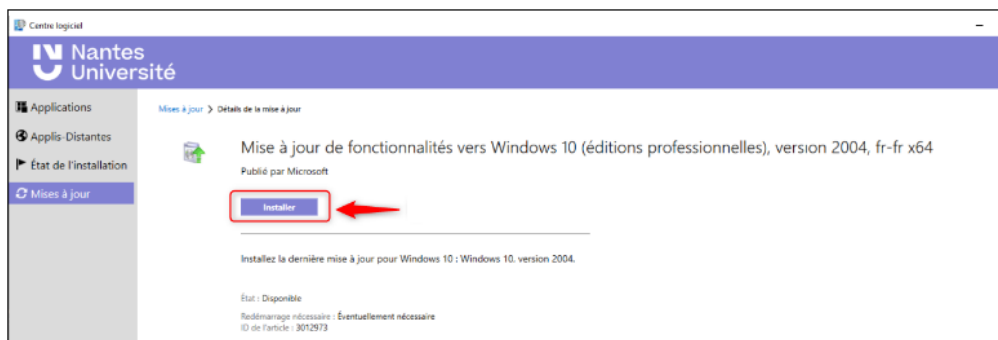 Centre logiciel
Nantes
Université
Applications
Applis-Distantes
État de l'installation
Mises à jour
Mises à jour > Détails de la mise à jour
Mise à jour de fonctionnalités vers Windows 10 (éditions professionnelles), version 2004, fr-fr x64
Publié par Microsoft
Installer
Installez la dernière mise à jour pour Windows 10 : Windows 10. version 2004.
État : Disponible
Redémarrage nécessaire : Éventuellement nécessaire
ID de l'article : 3012973